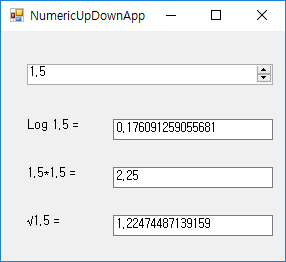 NumericUpDownApp
1.5
Log 1.5 = 0.176091259055681
1.5*1.5 = 2.25
√1.5 = 1.22474487139159